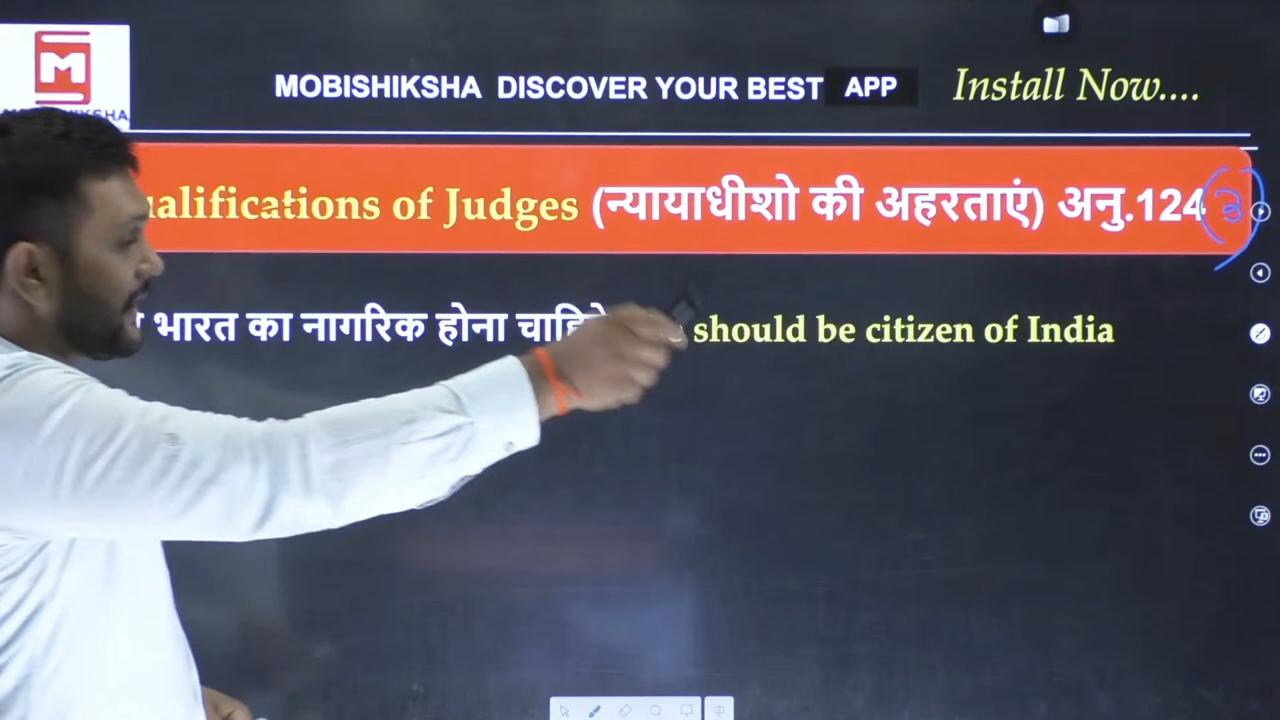 MOBISHIKSHA DISCOVER YOUR BEST APP Install Now....
of Judges (न्यायाधीशो की अहरताएं) अनु.124 (3)
भारत का नागरिक होना should be citizen of India